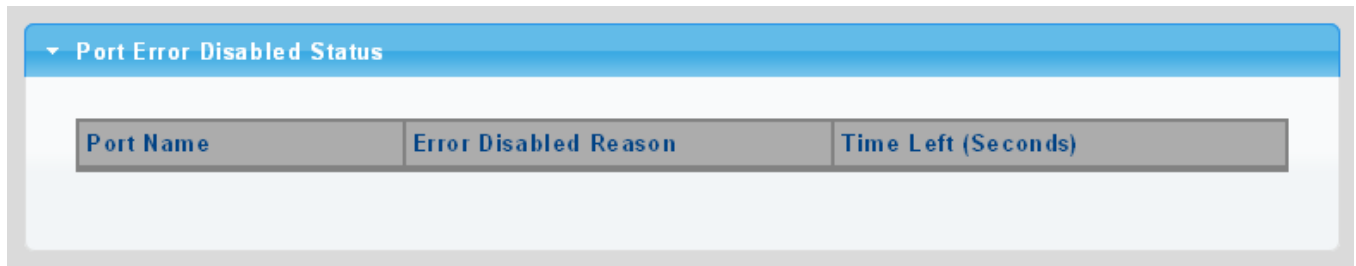 Port Error Disabled Status
Port Name Error Disabled Reason Time Left (Seconds)